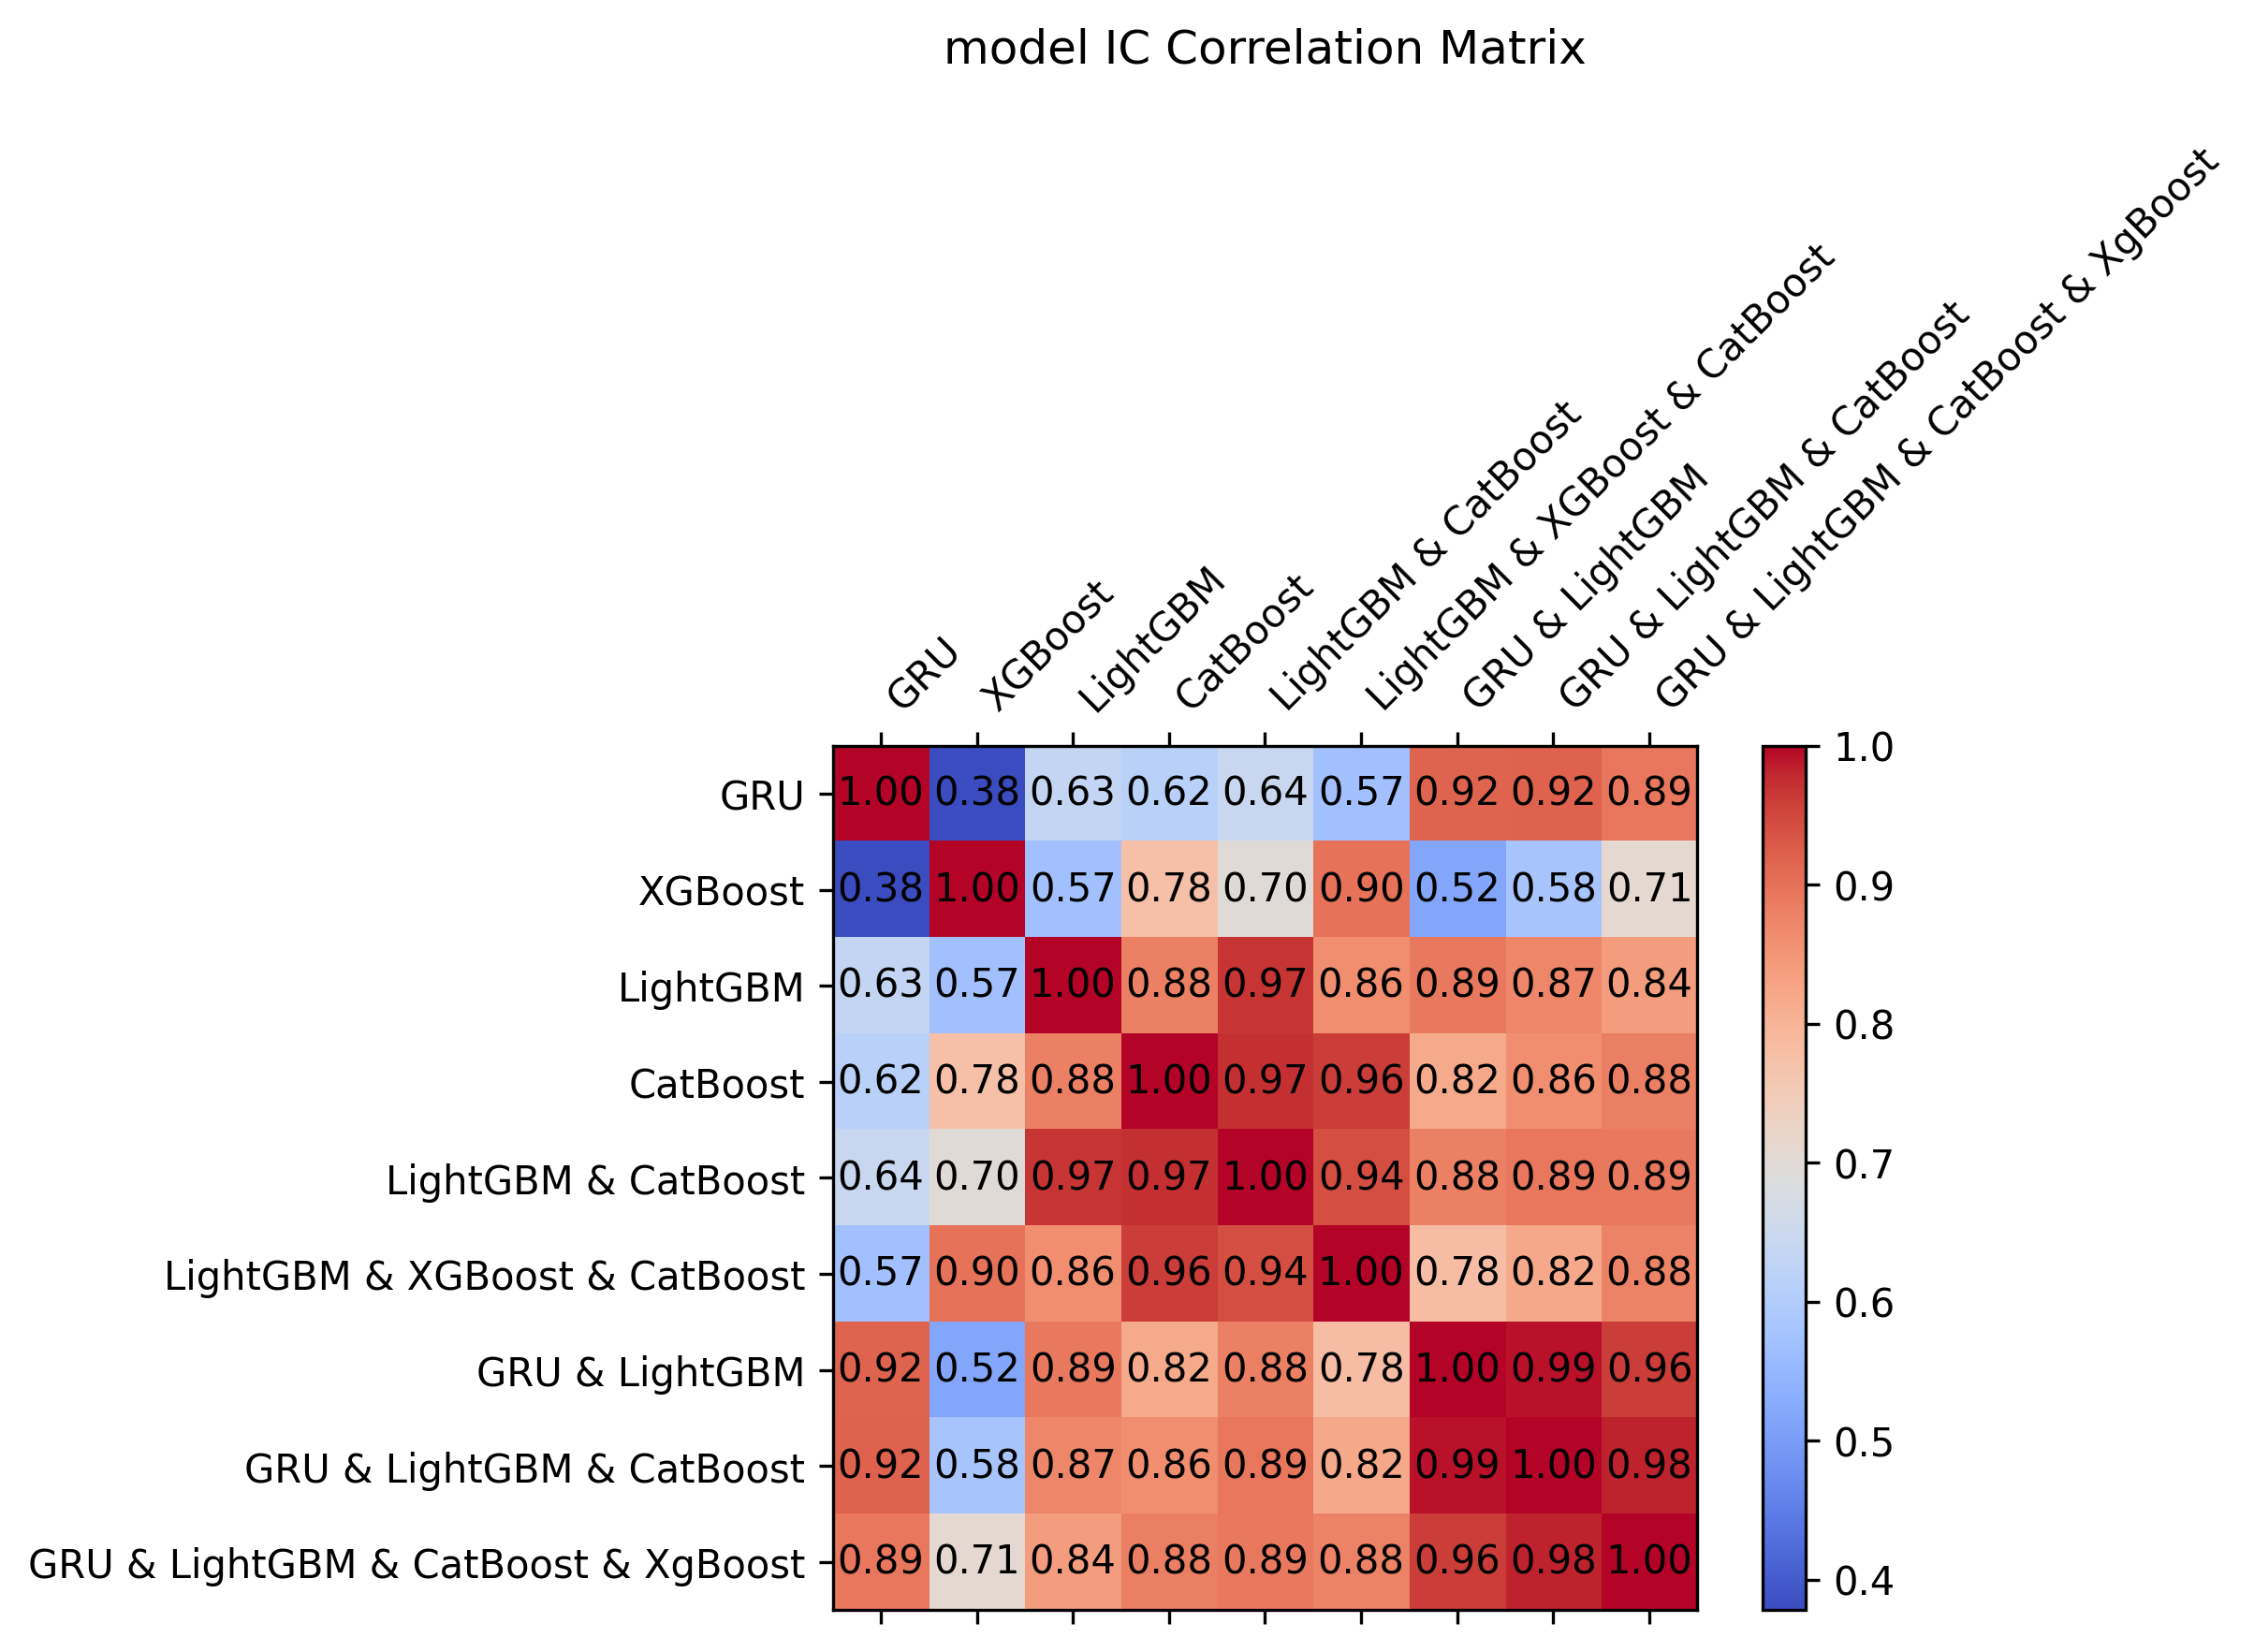 model IC Correlation Matrix
GRU
XGBoost
LightGBM
CatBoost
LightGBM & CatBoost
LightGBM & XGBoost & CatBoost
GRU & LightGBM
GRU & LightGBM & CatBoost
GRU & LightGBM & CatBoost & XgBoost
GRU 1.00 0.38 0.63 0.62 0.64 0.57 0.92 0.92 0.89
XGBoost 0.38 1.00 0.57 0.78 0.70 0.90 0.52 0.58 0.71
LightGBM 0.63 0.57 1.00 0.88 0.97 0.86 0.89 0.87 0.84
CatBoost 0.62 0.78 0.88 1.00 0.97 0.96 0.82 0.86 0.88
LightGBM & CatBoost 0.64 0.70 0.97 0.97 1.00 0.94 0.88 0.89 0.89
LightGBM & XGBoost & CatBoost 0.57 0.90 0.86 0.96 0.94 1.00 0.78 0.82 0.88
GRU & LightGBM 0.92 0.52 0.89 0.82 0.88 0.78 1.00 0.99 0.96
GRU & LightGBM & CatBoost 0.92 0.58 0.87 0.86 0.89 0.82 0.99 1.00 0.98
GRU & LightGBM & CatBoost & XgBoost 0.89 0.71 0.84 0.88 0.89 0.88 0.96 0.98 1.00
1.0
0.9
0.8
0.7
0.6
0.5
0.4